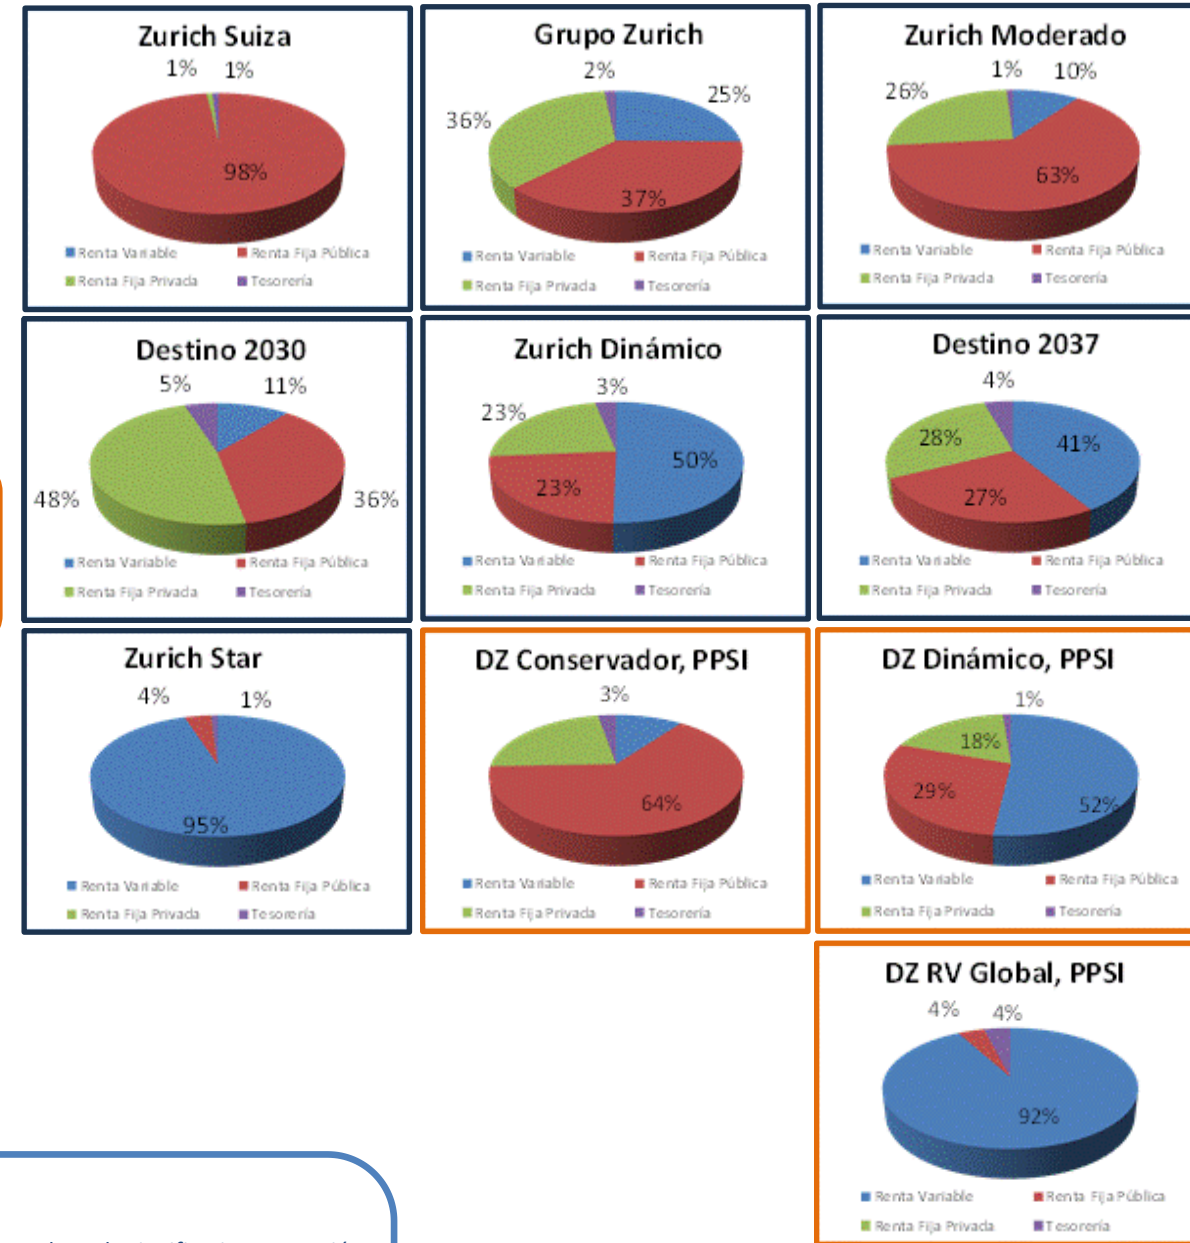 Zurich Suiza
1% 1%
98%
Renta Variable Renta Fija Pública
Renta Fija Privada Tesorería
Grupo Zurich
2%
25%
36%
37%
Renta Variable Renta Fija Pública
Renta Fija Privada Tesorería
Zurich Moderado
1% 10%
26%
63%
Renta Variable Renta Fija Pública
Renta Fija Privada Tesorería
Destino 2030
5% 11%
48% 36%
Renta Variable Renta Fija Pública
Renta Fija Privada Tesorería
Zurich Dinámico
3%
23%
50%
23%
Renta Variable Renta Fija Pública
Renta Fija Privada Tesorería
Destino 2037
4%
28% 41%
27%
Renta Variable Renta Fija Pública
Renta Fija Privada Tesorería
Zurich Star
4% 1%
95%
Renta Variable Renta Fija Pública
Renta Fija Privada Tesorería
DZ Conservador, PPSI
3%
64%
Renta Variable Renta Fija Pública
Renta Fija Privada Tesorería
DZ Dinámico, PPSI
1%
18%
29%
52%
Renta Variable Renta Fija Pública
Renta Fija Privada Tesorería
DZ RV Global, PPSI
4% 4%
92%
Renta Variable Renta Fija Pública
Renta Fija Privada Tesorería